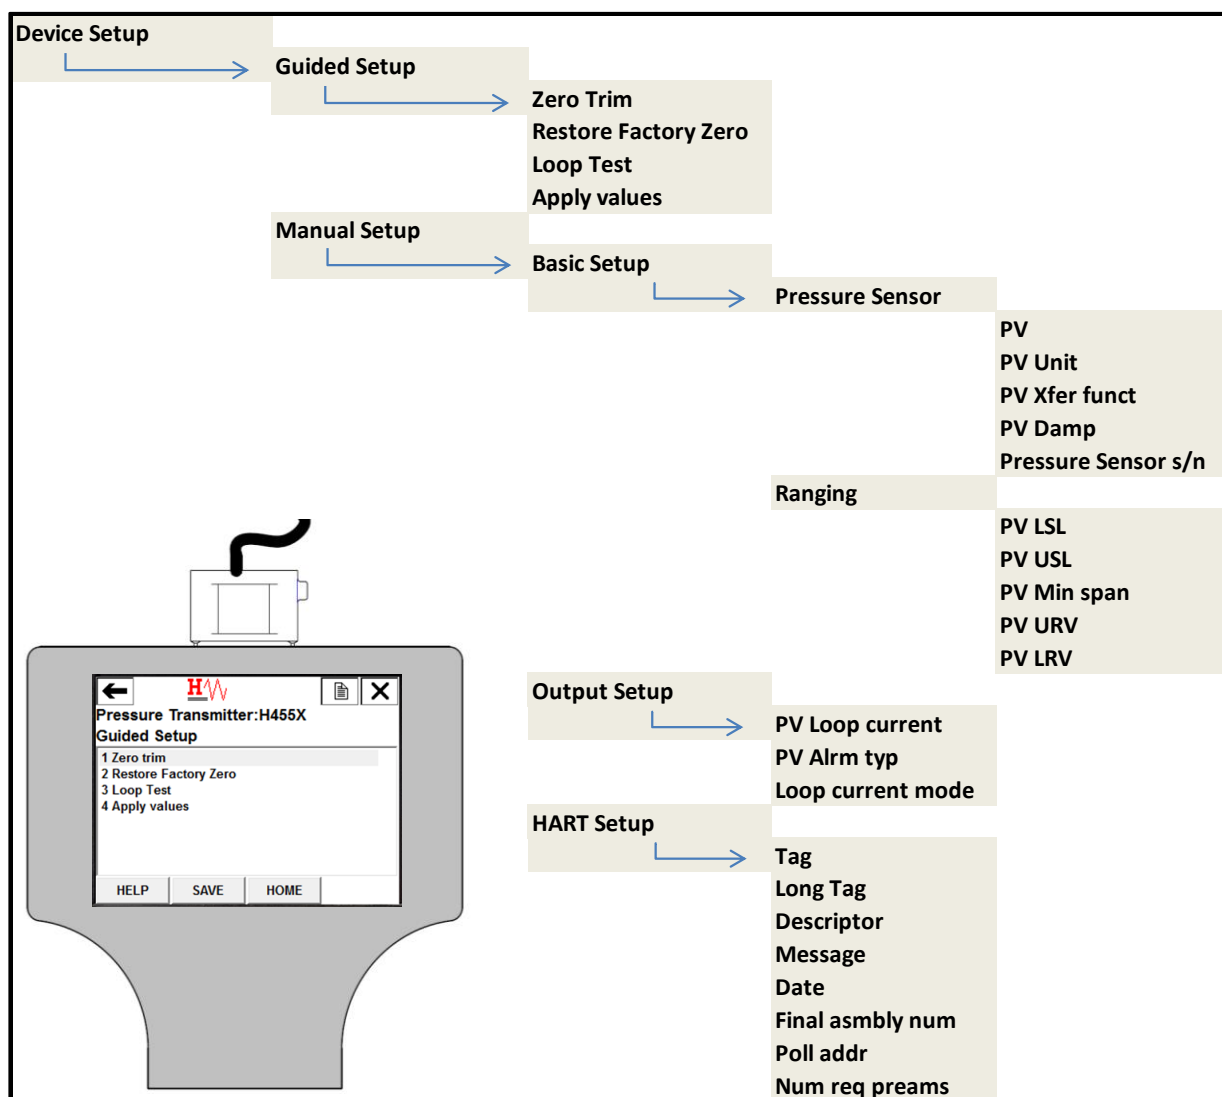 Device Setup
Guided Setup
Zero Trim
Restore Factory Zero
Loop Test
Apply values
Manual Setup
Basic Setup
Pressure Sensor
PV
PV Unit
PV Xfer funct
PV Damp
Pressure Sensor s/n
Ranging
PV LSL
PV USL
PV Min span
PV URV
PV LRV
Output Setup
PV Loop current
PV Alrm typ
Loop current mode
HART Setup
Tag
Long Tag
Descriptor
Message
Date
Final asmbly num
Poll addr
Num req preams
H
Pressure Transmitter:H455X
Guided Setup
1 Zero trim
2 Restore Factory Zero
3 Loop Test
4 Apply values
HELP SAVE HOME